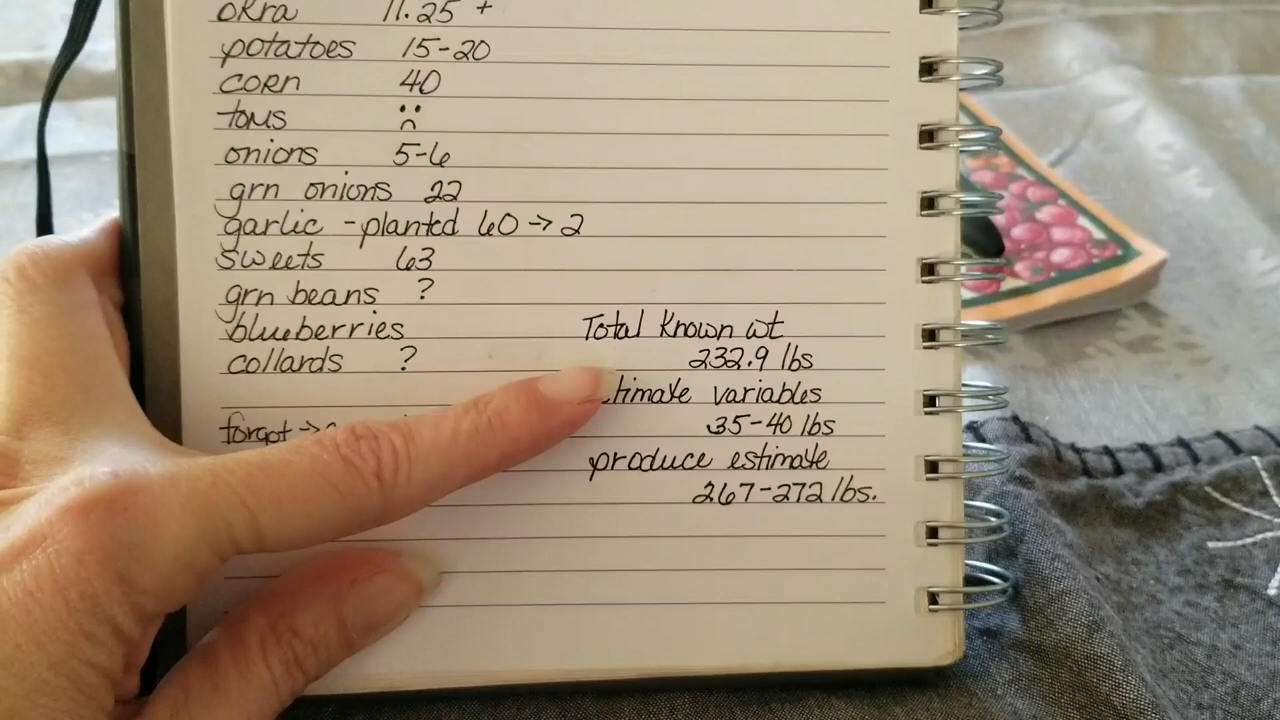 okra 11.25 +
potatoes 15-20
corn 40
toms
onions 5-6
grn onions 22
garlic - planted 60 → 2
sweets 63
grn beans ?
blueberries
collards ?
forgot →
Total Known wt
232.9 lbs
variables
35-40 lbs
produce estimate
267-272 lbs.